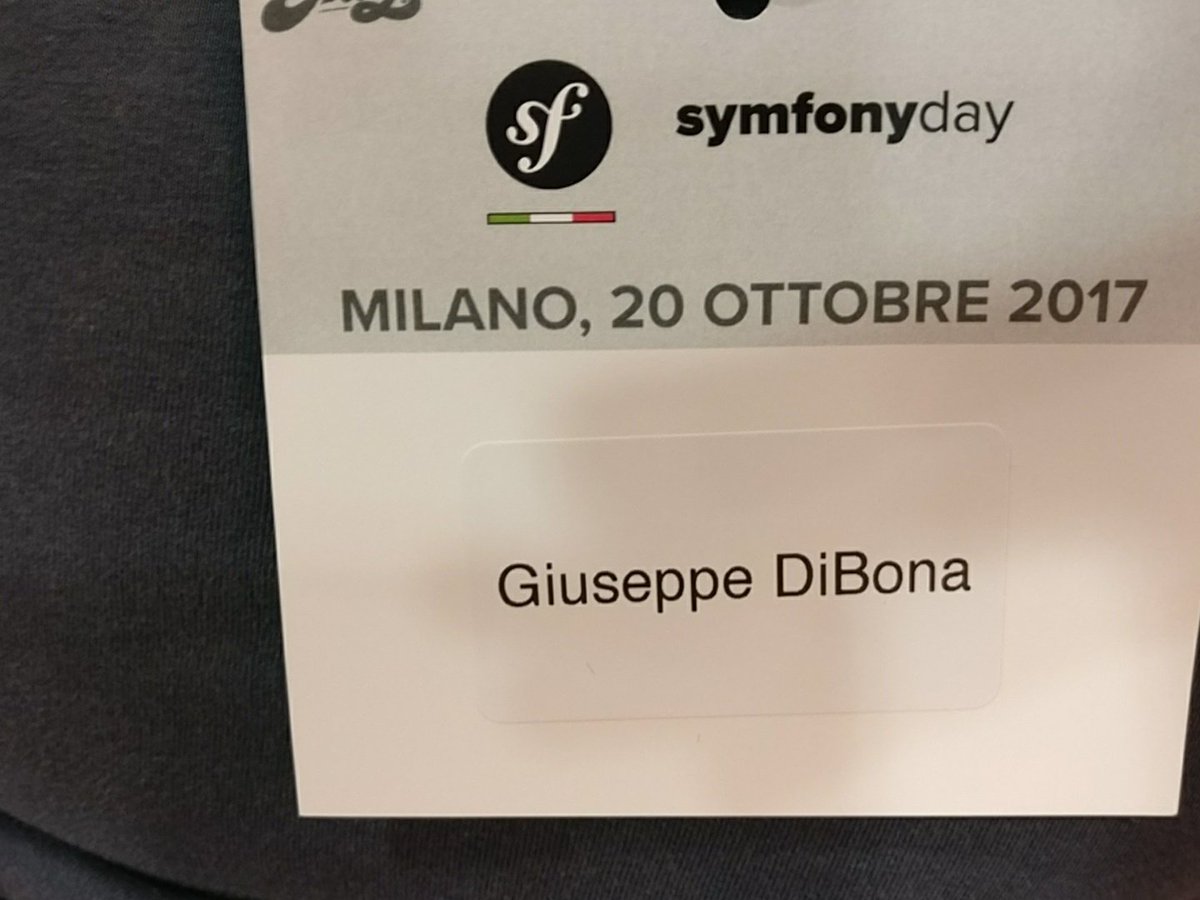 sf
symfonyday
MILANO, 20 OTTOBRE 2017
Giuseppe DiBona